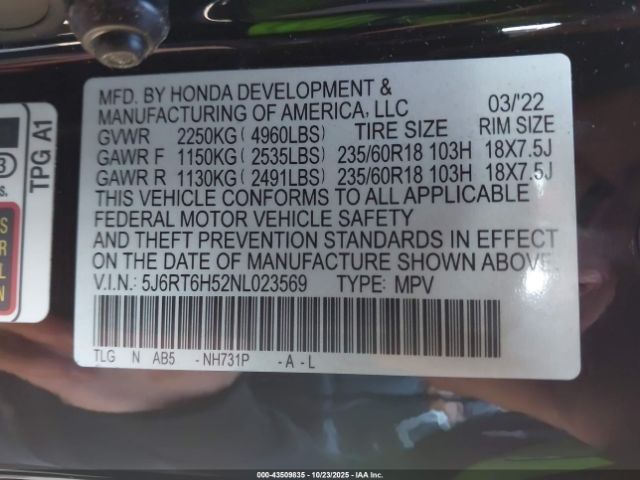 MFD. BY HONDA DEVELOPMENT &
MANUFACTURING OF AMERICA, LLC 03/'22
GVWR 2250KG ( 4960LBS) TIRE SIZE RIM SIZE
GAWR F 1150KG ( 2535LBS) 235/60R18 103H 18X7.5J
GAWR R 1130KG ( 2491LBS) 235/60R18 103H 18X7.5J
THIS VEHICLE CONFORMS TO ALL APPLICABLE
FEDERAL MOTOR VEHICLE SAFETY
AND THEFT PREVENTION STANDARDS IN EFFECT
ON THE DATE OF MANUFACTURE SHOWN ABOVE.
V.I.N.: 5J6RT6H52NL023569 TYPE: MPV
TLG N AB5 - NH731P - A - L
TPG A1
000-43509835 - 10/23/2025 - IAA Inc.